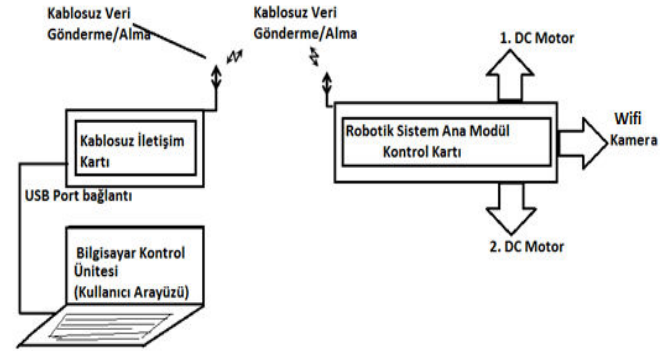 Kablosuz Veri
Gönderme/Alma
Kablosuz Veri
Gönderme/Alma
1. DC Motor
Kablosuz İletişim
Kartı
Robotik Sistem Ana Modül
Kontrol Kartı
Wifi
Kamera
USB Port bağlantı
Bilgisayar Kontrol
Ünitesi
(Kullanıcı Arayüzü)
2. DC Motor